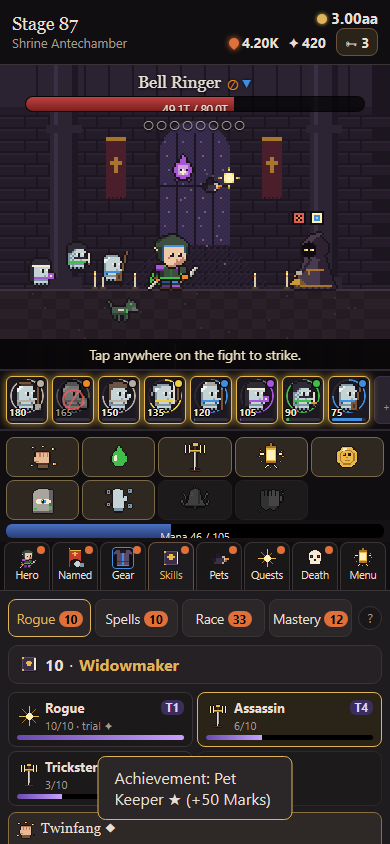 Stage 87
3.00aa
Shrine Antechamber
4.20K
420
3
Bell Ringer
49.1T / 80.0T
Tap anywhere on the fight to strike.
180 165 150 135 120 105 90 75
Mana 46 / 105
Hero Named Gear Skills Pets Quests Death Menu
Rogue 10 Spells 10 Race 33 Mastery 12 ?
10 · Widowmaker
Rogue T1
10/10 · trial ✦
Assassin T4
6/10
Trickster
3/10
Achievement: Pet
Keeper ★ (+50 Marks)
Twinfang ◆